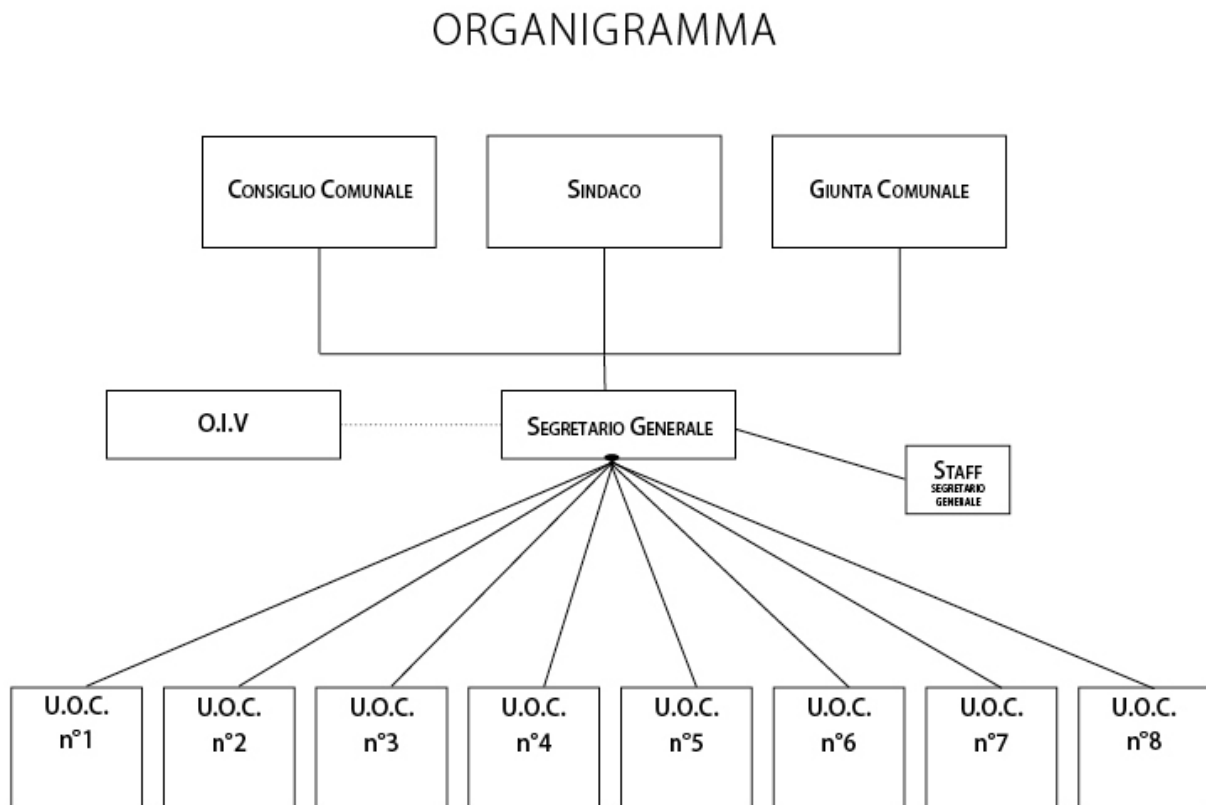 ORGANIGRAMMA
CONSIGLIO COMUNALE
SINDACO
GIUNTA COMUNALE
O.I.V
SEGRETARIO GENERALE
STAFF
SEGRETARIO
GENERALE
U.O.C.
n°1
U.O.C.
n°2
U.O.C.
n°3
U.O.C.
n°4
U.O.C.
n°5
U.O.C.
n°6
U.O.C.
n°7
U.O.C.
n°8